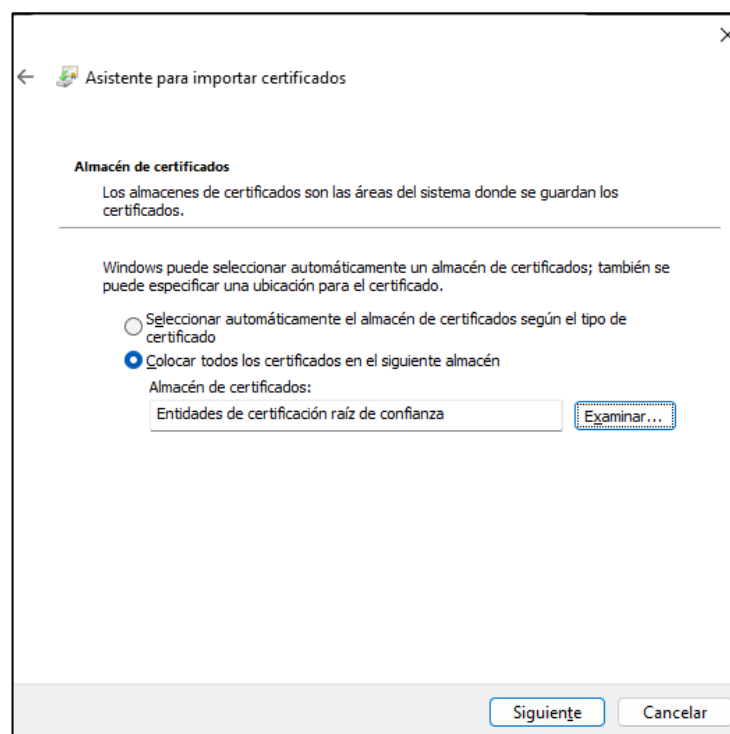 Asistente para importar certificados
Almacén de certificados
Los almacenes de certificados son las áreas del sistema donde se guardan los
certificados.
Windows puede seleccionar automáticamente un almacén de certificados; también se
puede especificar una ubicación para el certificado.
Seleccionar automáticamente el almacén de certificados según el tipo de
certificado
Colocar todos los certificados en el siguiente almacén
Almacén de certificados:
Entidades de certificación raíz de confianza
Examinar...
Siguiente
Cancelar